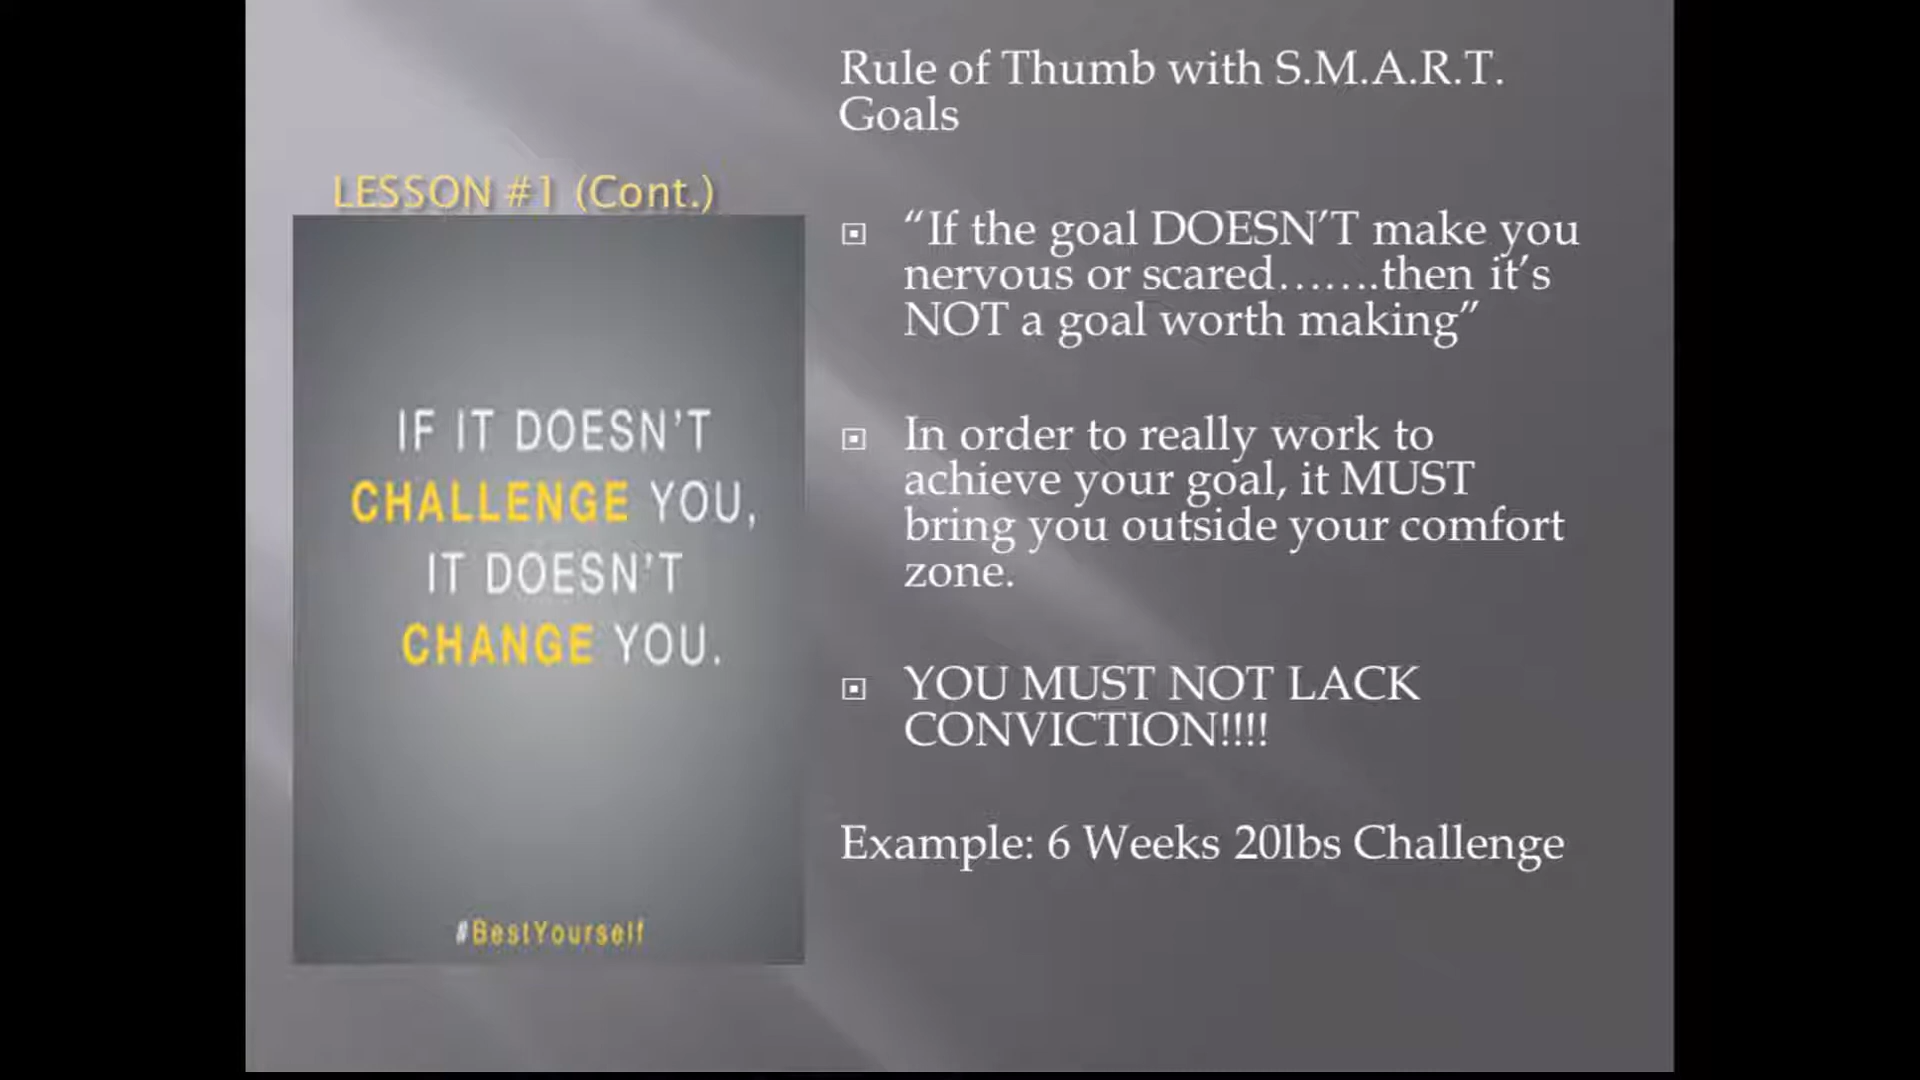 LESSON #1 (Cont.)
IF IT DOESN'T
CHALLENGE YOU,
IT DOESN'T
CHANGE YOU.
#BestYourself
Rule of Thumb with S.M.A.R.T.
Goals
“If the goal DOESN’T make you
nervous or scared…….then it’s
NOT a goal worth making”
In order to really work to
achieve your goal, it MUST
bring you outside your comfort
zone.
YOU MUST NOT LACK
CONVICTION!!!!
Example: 6 Weeks 20lbs Challenge